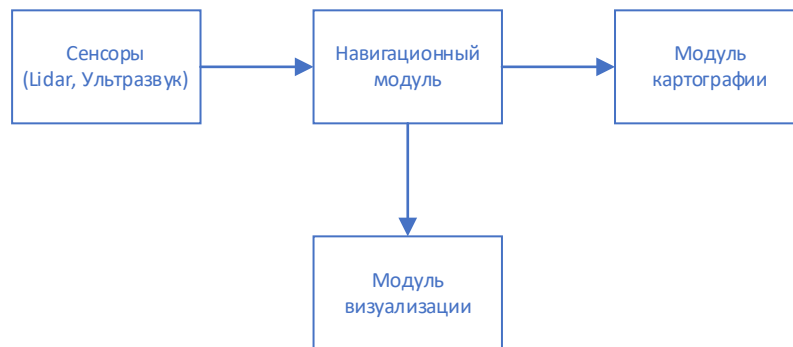 Сенсоры
(Lidar, Ультразвук)
Навигационный
модуль
Модуль
картографии
Модуль
визуализации